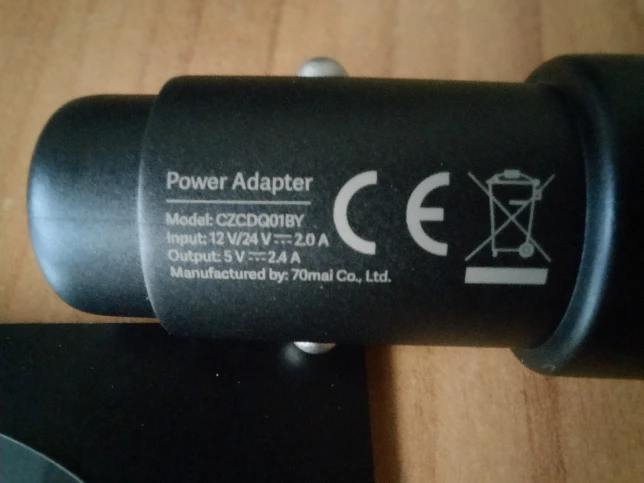 Power Adapter
Model: CZCDQ01BY
Input: 12 V/24 V ⎓ 2.0 A
Output: 5 V ⎓ 2.4 A
Manufactured by: 70mai Co., Ltd.
CE